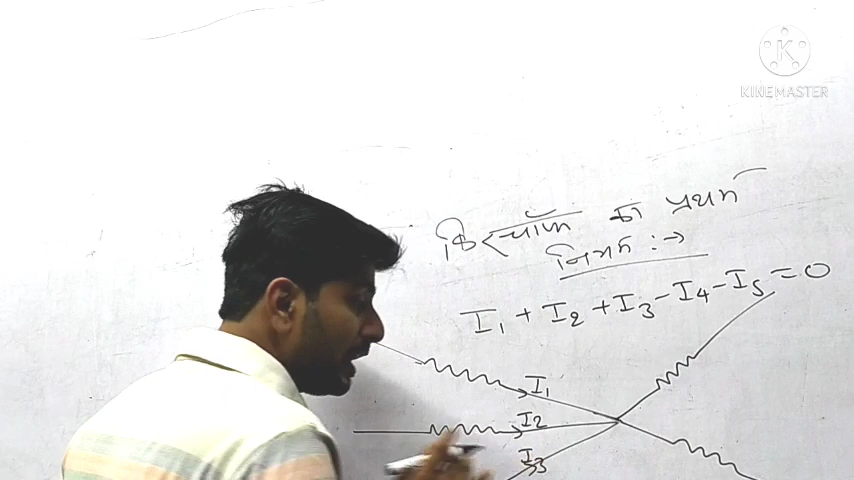 KINEMASTER
किरचॉफ का प्रथम
नियम :→
I₁ + I₂ + I₃ - I₄ - I₅ = 0
I₁
I₂
I₃